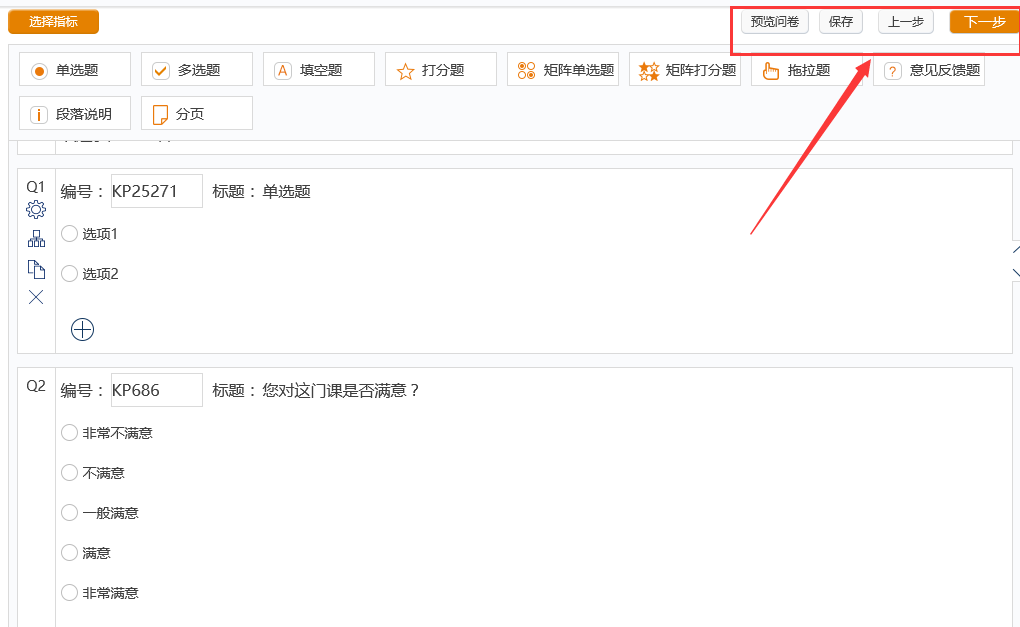 选择指标 预览问卷 保存 上一步 下一步
单选题 多选题 A 填空题 打分题 矩阵单选题 矩阵打分题 拖拉题 ? 意见反馈题
i 段落说明 分页
Q1 编号： KP25271 标题：单选题
选项1
选项2
Q2 编号： KP686 标题：您对这门课是否满意？
非常不满意
不满意
一般满意
满意
非常满意